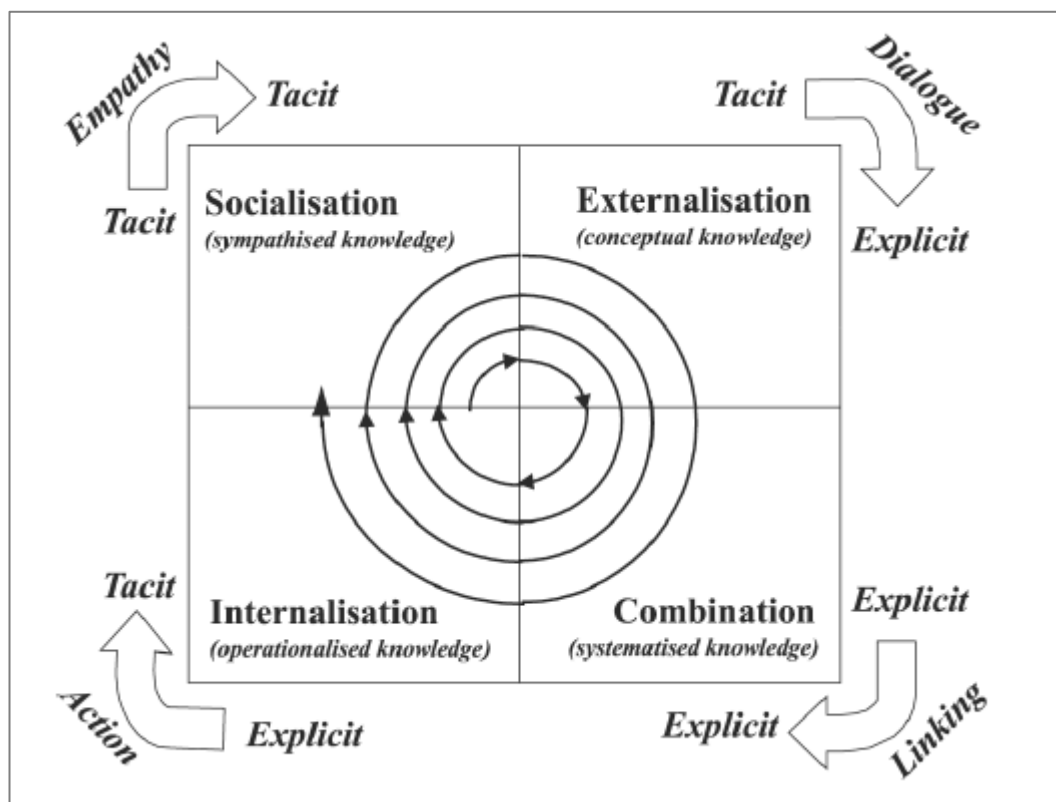 Empathy
Tacit
Tacit
Dialogue
Tacit
Explicit
Socialisation
(sympathised knowledge)
Externalisation
(conceptual knowledge)
Internalisation
(operationalised knowledge)
Combination
(systematised knowledge)
Tacit
Action
Explicit
Explicit
Explicit
Linking